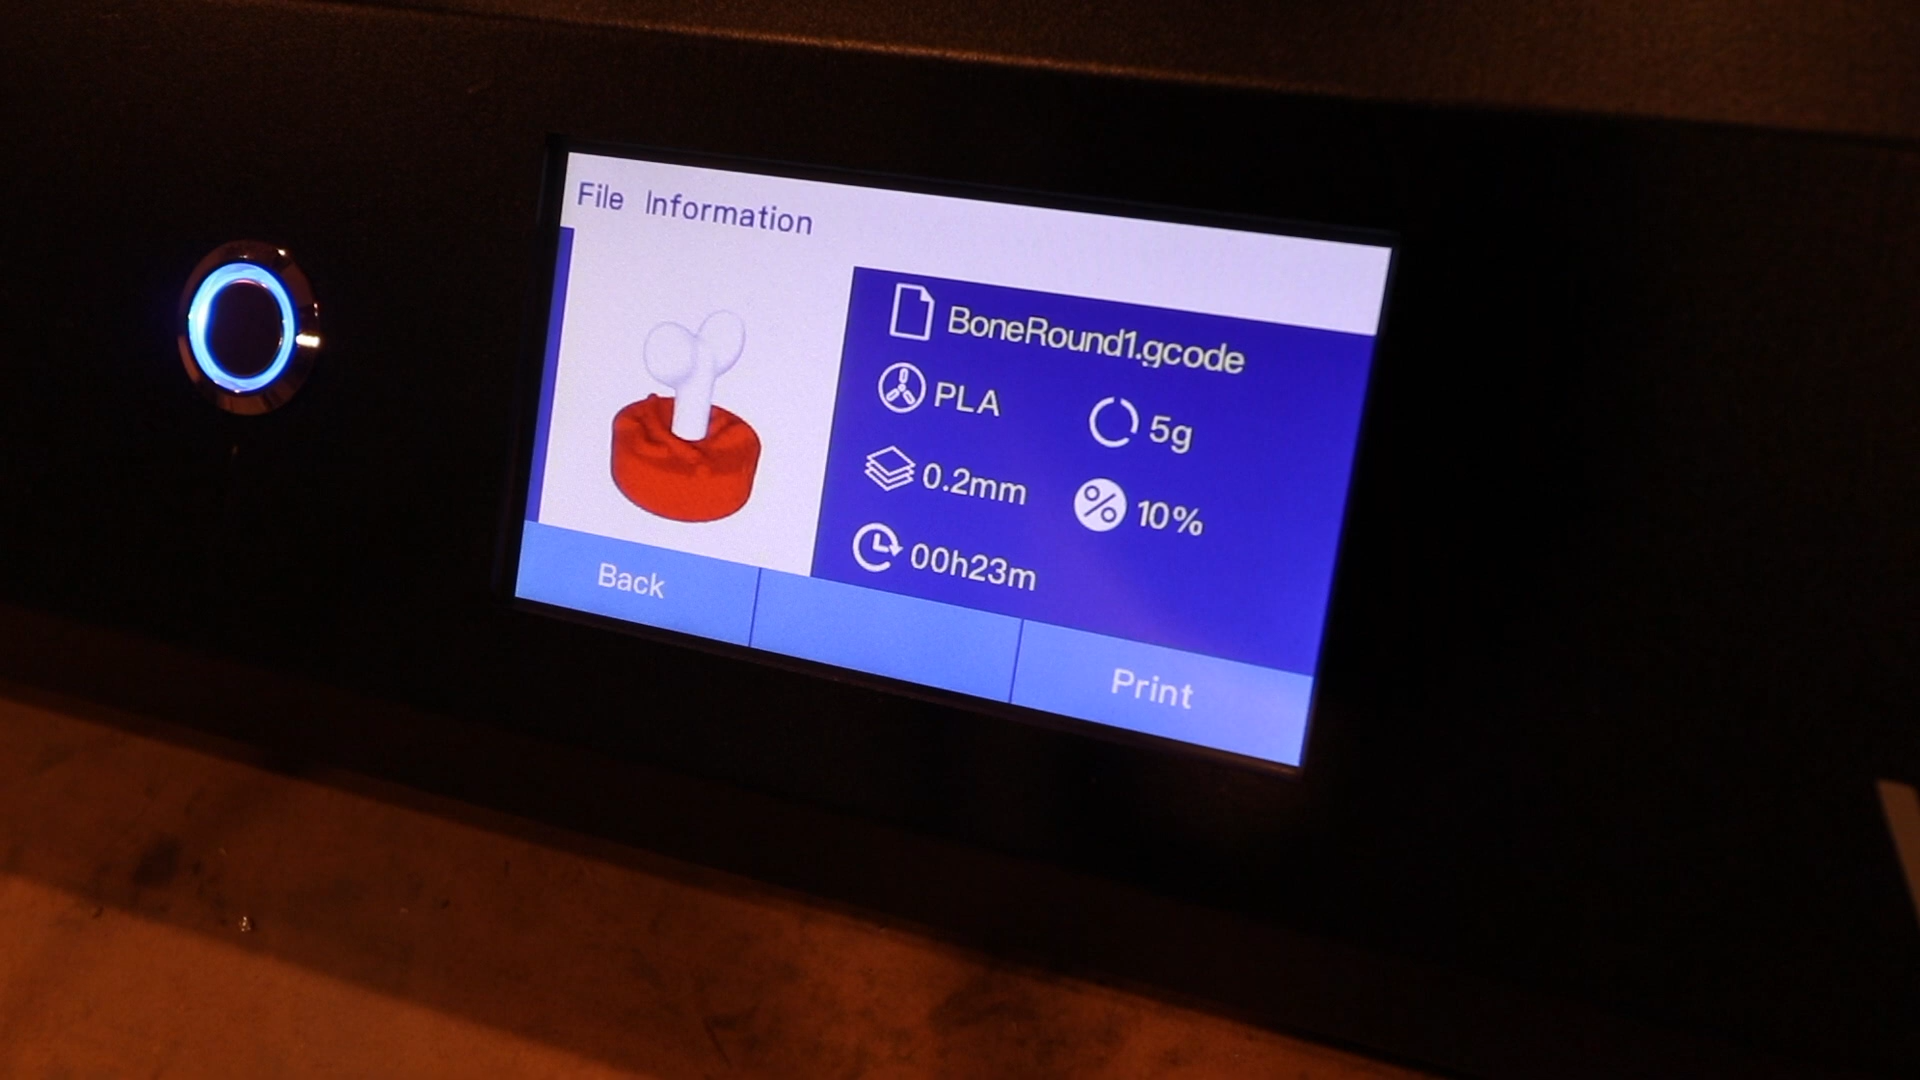 File Information
BoneRound1.gcode
PLA
5g
0.2mm
10%
00h23m
Back
Print